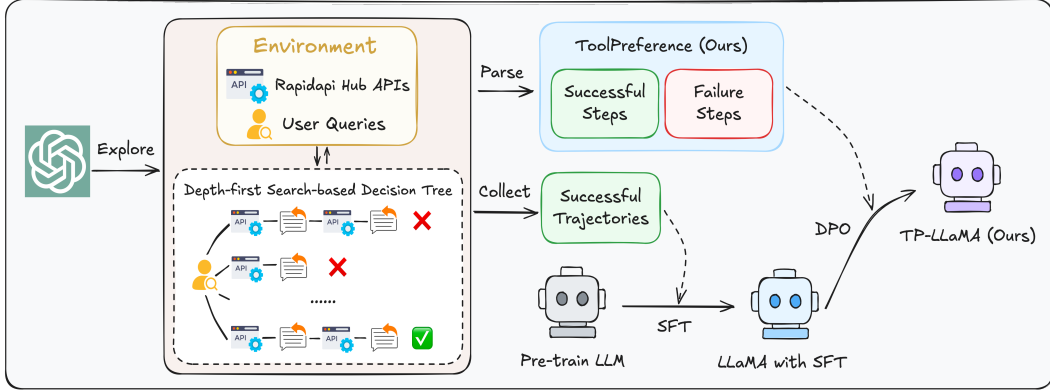 Environment
API
Rapidapi Hub APIs
User Queries
Explore
Depth-first Search-based Decision Tree
API
API
API
......
API
API
Parse
ToolPreference (Ours)
Successful
Steps
Failure
Steps
Collect
Successful
Trajectories
Pre-train LLM
SFT
LLaMA with SFT
DPO
TP-LLaMA (Ours)